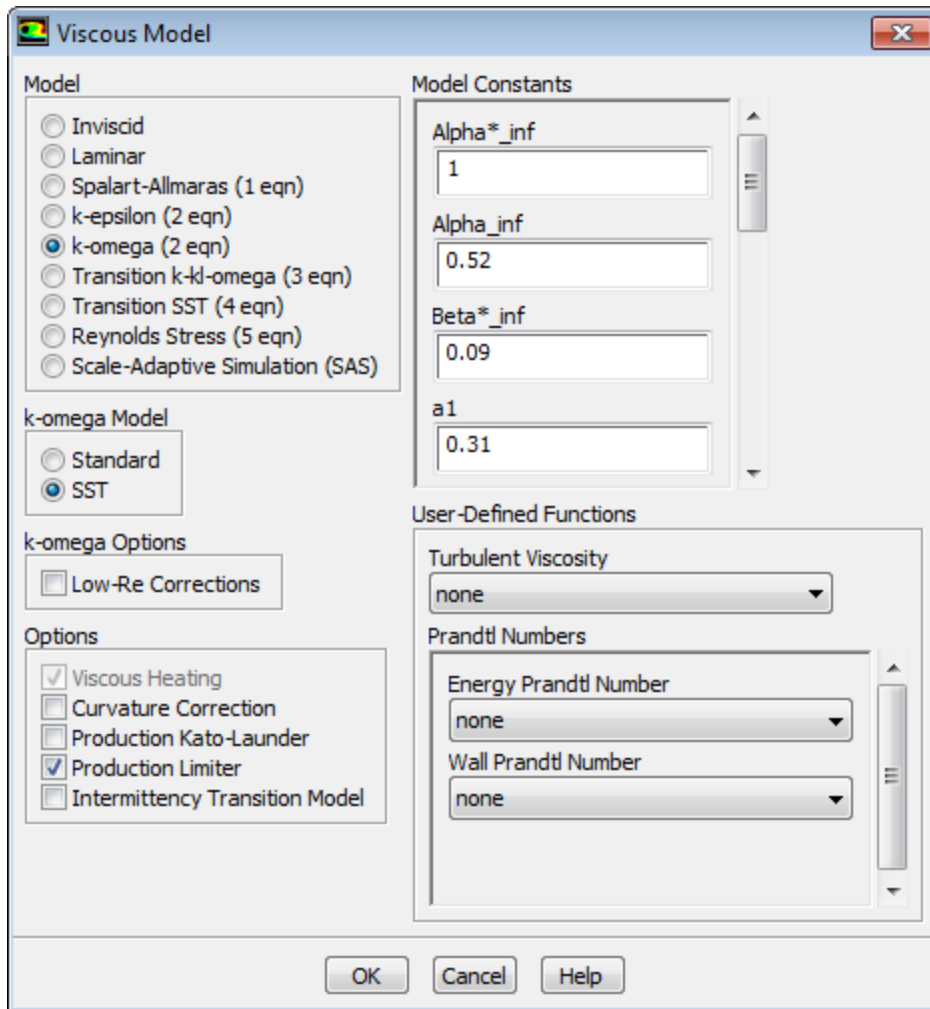 Viscous Model
Model
Inviscid
Laminar
Spalart-Allmaras (1 eqn)
k-epsilon (2 eqn)
k-omega (2 eqn)
Transition k-kl-omega (3 eqn)
Transition SST (4 eqn)
Reynolds Stress (5 eqn)
Scale-Adaptive Simulation (SAS)
k-omega Model
Standard
SST
k-omega Options
Low-Re Corrections
Options
Viscous Heating
Curvature Correction
Production Kato-Launder
Production Limiter
Intermittency Transition Model
Model Constants
Alpha*_inf
1
Alpha_inf
0.52
Beta*_inf
0.09
a1
0.31
User-Defined Functions
Turbulent Viscosity
none
Prandtl Numbers
Energy Prandtl Number
none
Wall Prandtl Number
none
OK Cancel Help